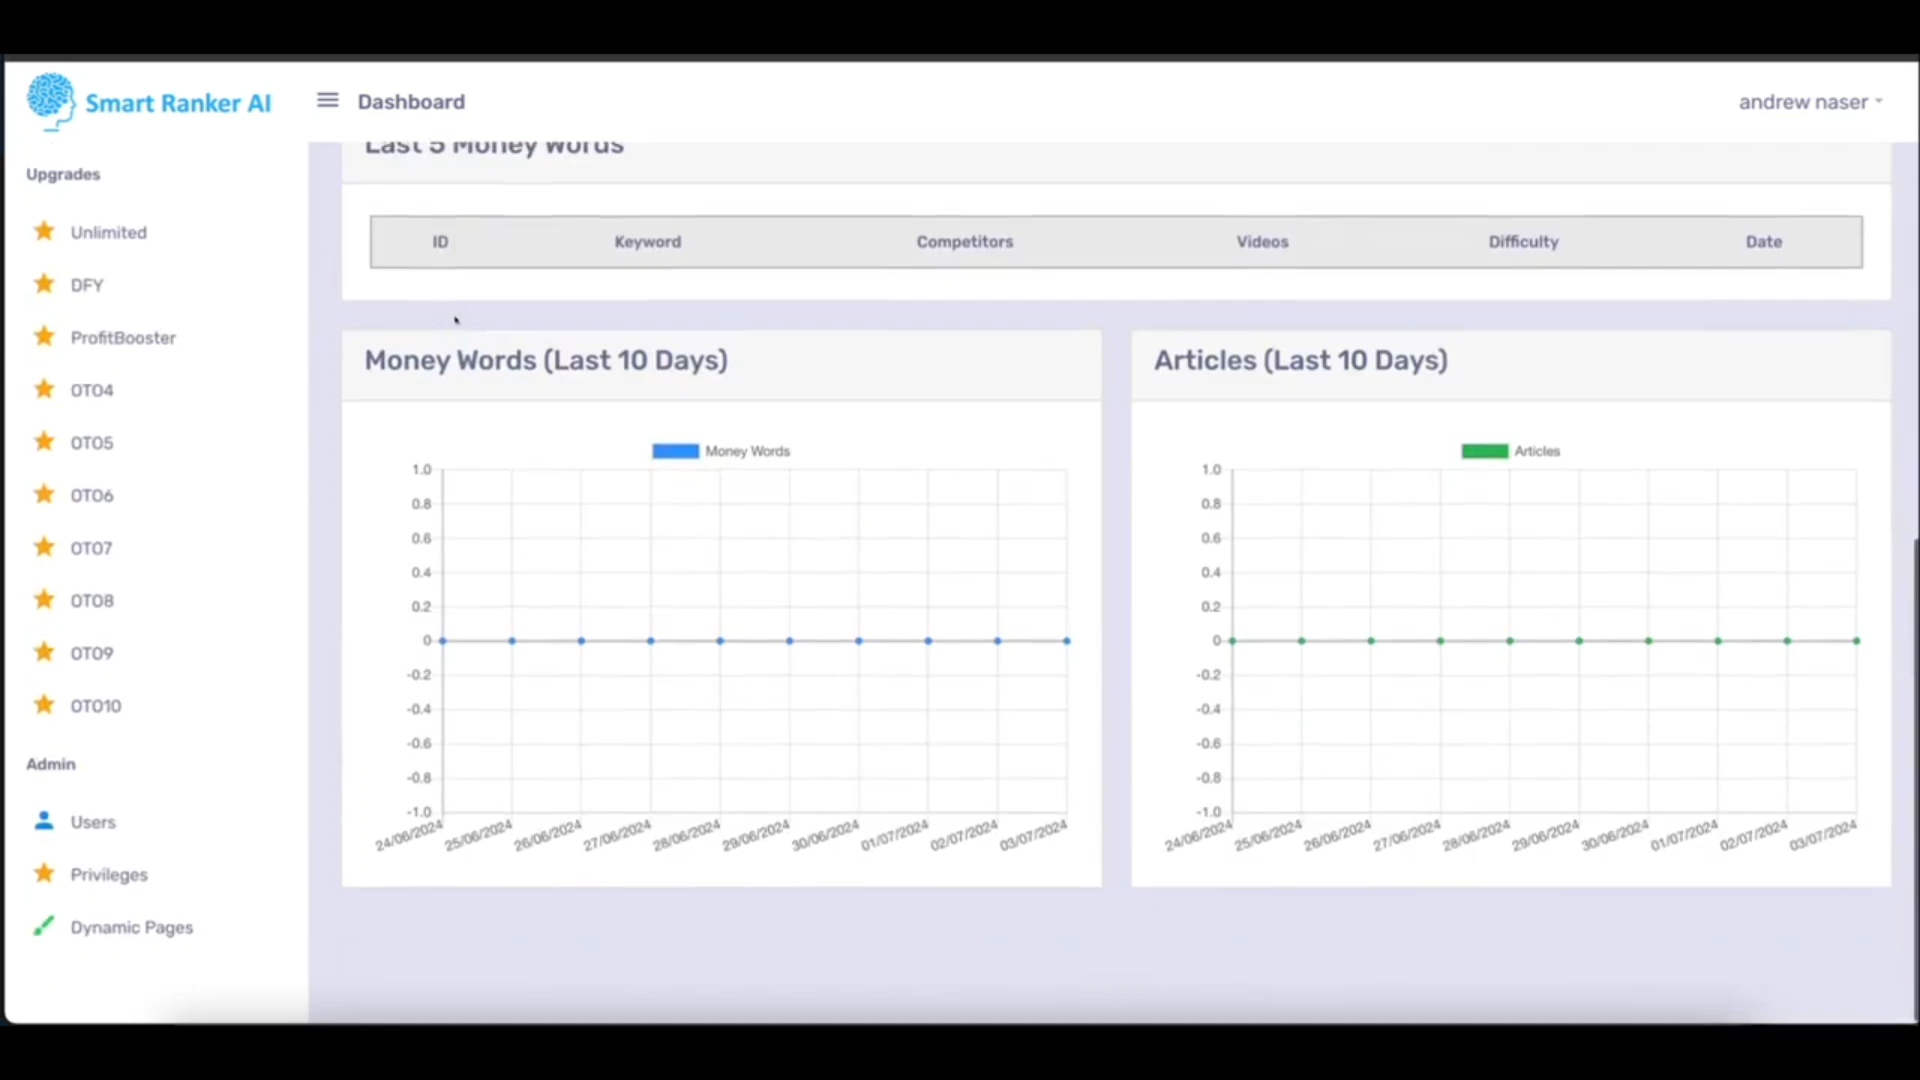 Smart Ranker AI
Dashboard
andrew naser
Upgrades
Unlimited
DFY
ProfitBooster
OTO4
OTO5
OTO6
OTO7
OTO8
OTO9
OTO10
Admin
Users
Privileges
Dynamic Pages
Last 5 Money Words
ID Keyword Competitors Videos Difficulty Date
Money Words (Last 10 Days)
Money Words
1.0
0.8
0.6
0.4
0.2
0
-0.2
-0.4
-0.6
-0.8
-1.0
24/06/2024 25/06/2024 26/06/2024 27/06/2024 28/06/2024 29/06/2024 30/06/2024 01/07/2024 02/07/2024 03/07/2024
Articles (Last 10 Days)
Articles
1.0
0.8
0.6
0.4
0.2
0
-0.2
-0.4
-0.6
-0.8
-1.0
24/06/2024 25/06/2024 26/06/2024 27/06/2024 28/06/2024 29/06/2024 30/06/2024 01/07/2024 02/07/2024 03/07/2024